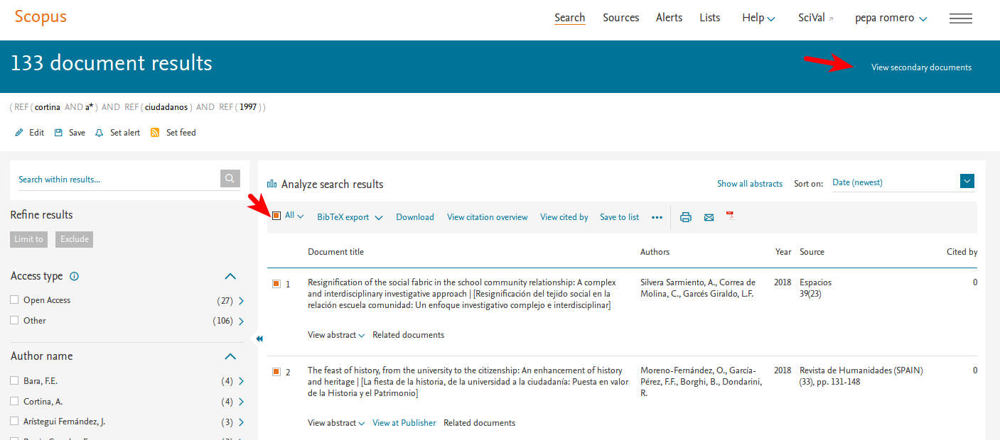 Scopus
Search Sources Alerts Lists Help SciVal pepa romero
133 document results
View secondary documents
( REF ( cortina AND a* ) AND REF ( ciudadanos ) AND REF ( 1997 ) )
Edit Save Set alert Set feed
Search within results...
Refine results
Limit to Exclude
Access type
Open Access (27)
Other (106)
Author name
Bara, F.E. (4)
Cortina, A. (4)
Arístegui Fernández, J. (3)
Analyze search results
Show all abstracts Sort on: Date (newest)
All BibTeX export Download View citation overview View cited by Save to list
Document title Authors Year Source Cited by
1
Resignification of the social fabric in the school community relationship: A complex
and interdisciplinary investigative approach | [Resignificación del tejido social en la
relación escuela comunidad: Un enfoque investigativo complejo e interdisciplinar]
Silvera Sarmiento, A., Correa de
Molina, C., Garcés Giraldo, L.F.
2018
Espacios
39(23)
0
View abstract Related documents
2
The feast of history, from the university to the citizenship: An enhancement of history
and heritage | [La fiesta de la historia, de la universidad a la ciudadanía: Puesta en valor
de la Historia y el Patrimonio]
Moreno-Fernández, O., García-
Pérez, F.F., Borghi, B., Dondarini,
R.
2018
Revista de Humanidades (SPAIN)
(33), pp. 131-148
0
View abstract View at Publisher Related documents